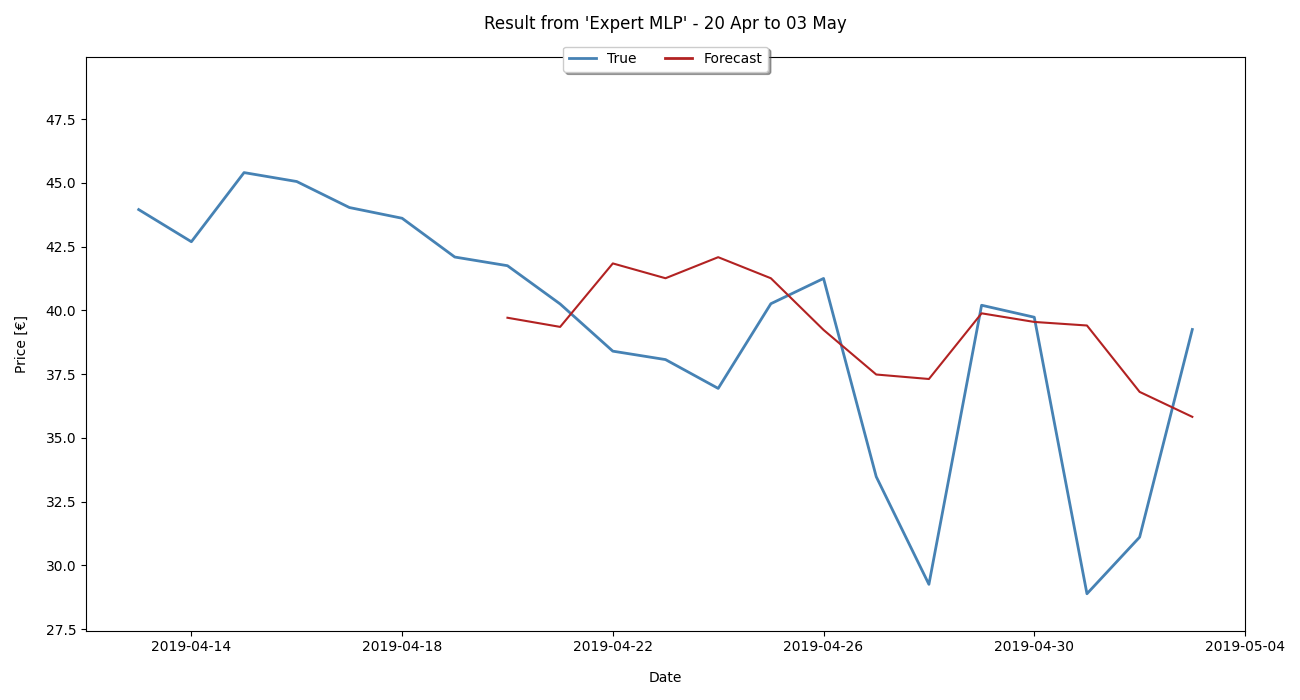 Result from 'Expert MLP' - 20 Apr to 03 May
True Forecast
47.5
45.0
42.5
40.0
37.5
35.0
32.5
30.0
27.5
Price [€]
2019-04-14 2019-04-18 2019-04-22 2019-04-26 2019-04-30 2019-05-04
Date